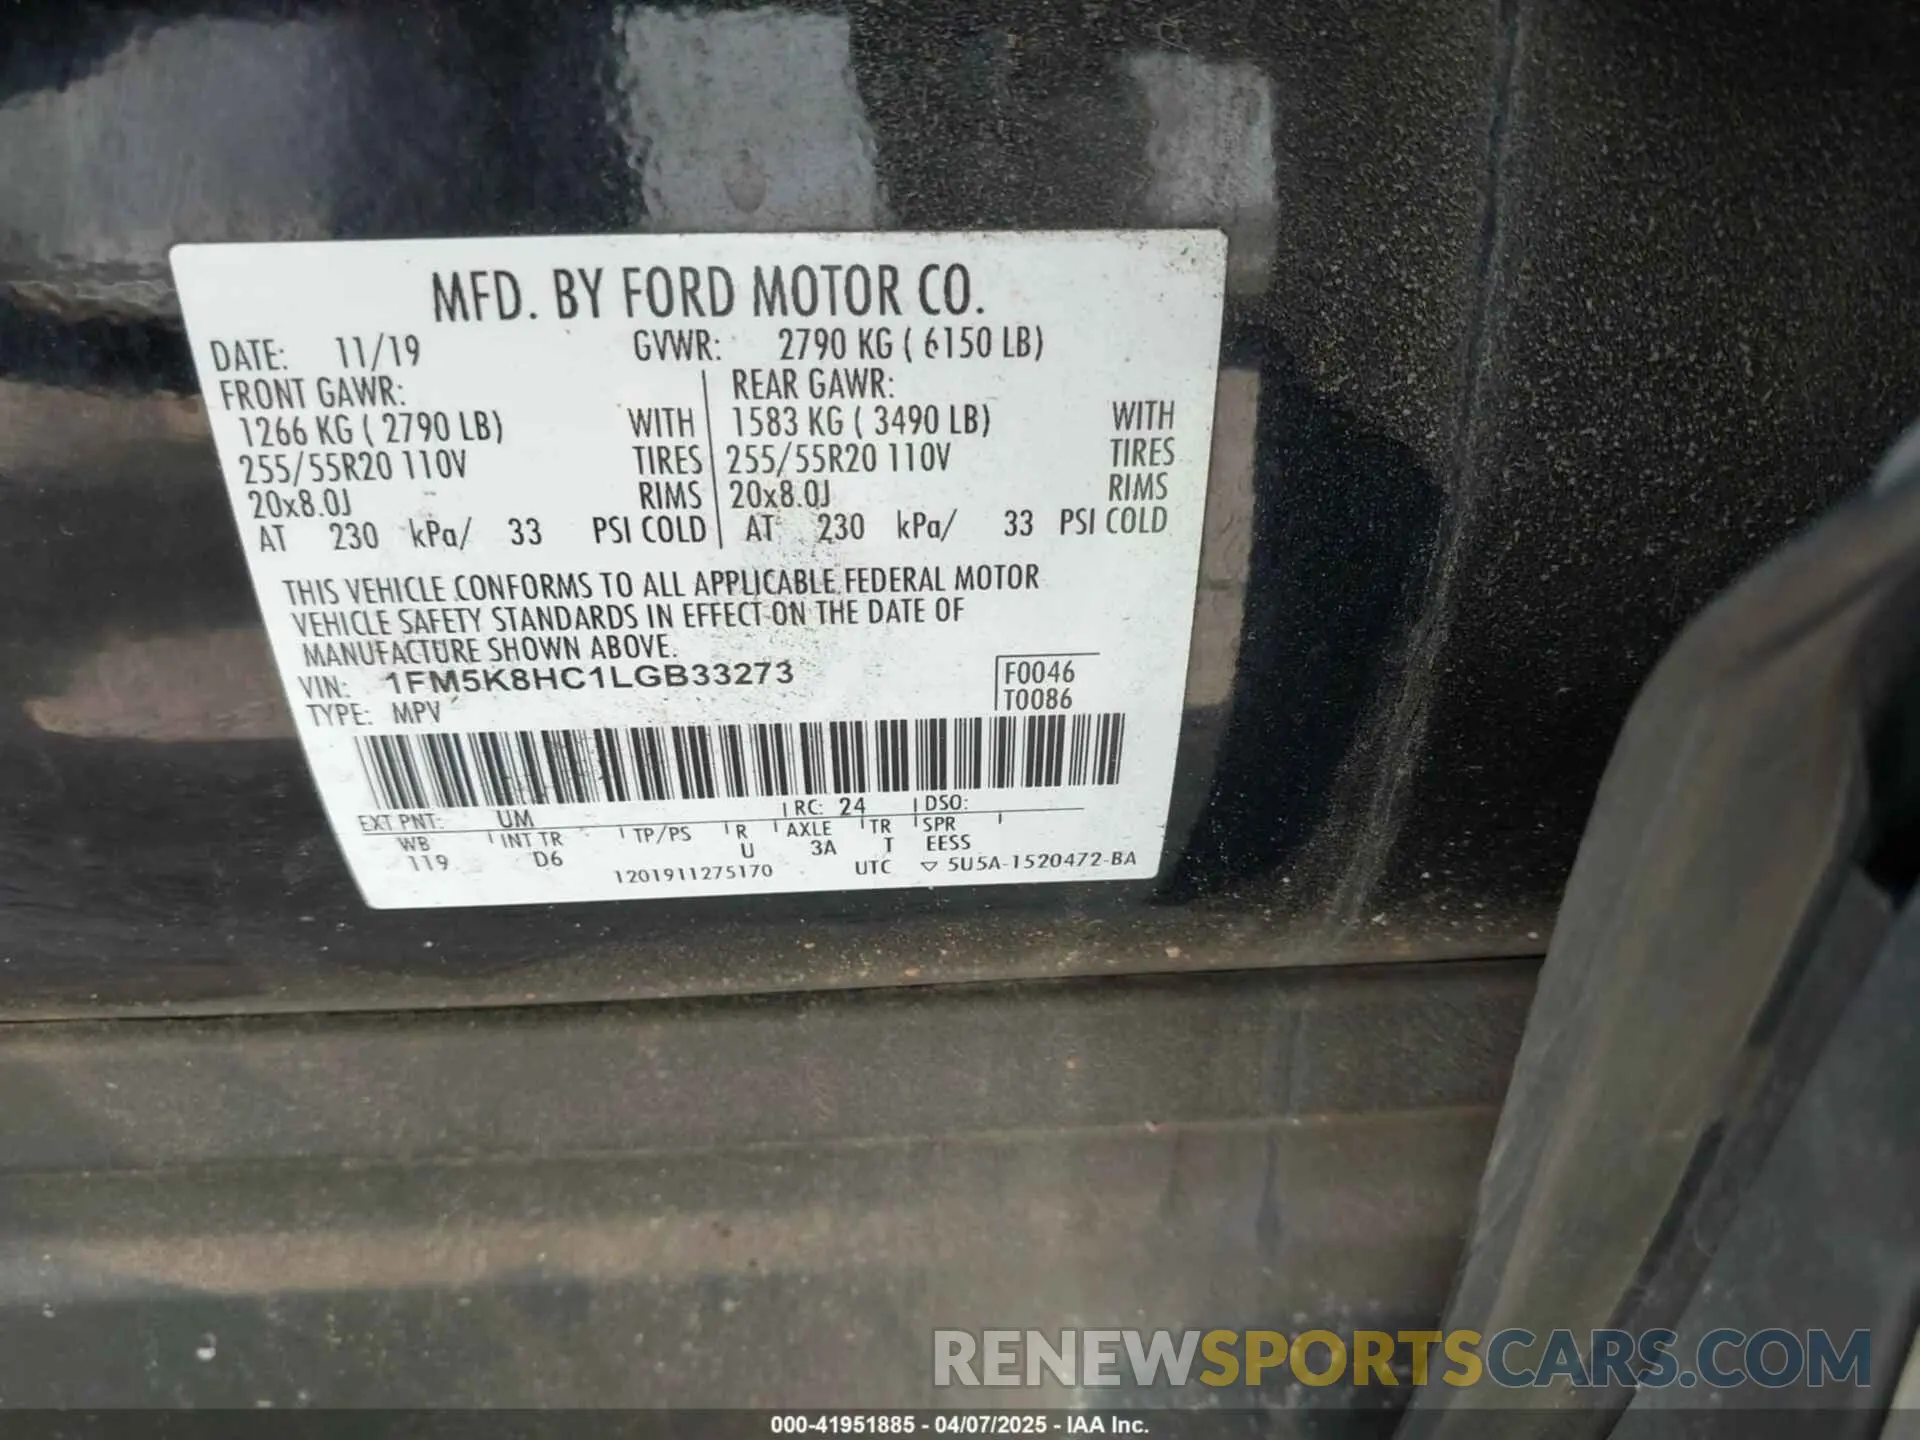 MFD. BY FORD MOTOR CO.
DATE: 11/19 GVWR: 2790 KG ( 6150 LB)
FRONT GAWR: REAR GAWR:
1266 KG ( 2790 LB) WITH 1583 KG ( 3490 LB) WITH
255/55R20 110V TIRES 255/55R20 110V TIRES
20x8.0J RIMS 20x8.0J RIMS
AT 230 kPa/ 33 PSI COLD AT 230 kPa/ 33 PSI COLD
THIS VEHICLE CONFORMS TO ALL APPLICABLE FEDERAL MOTOR
VEHICLE SAFETY STANDARDS IN EFFECT ON THE DATE OF
MANUFACTURE SHOWN ABOVE.
VIN: 1FM5K8HC1LGB33273 F0046
TYPE: MPV T0086
EXT PNT: UM RC: 24 DSO:
WB INT TR TP/PS R AXLE TR SPR
119 D6 U 3A T EESS
1201911275170 UTC ▽ 5U5A-1520472-BA
RENEWSPORTSCARS.COM
000-41951885 - 04/07/2025 - IAA Inc.